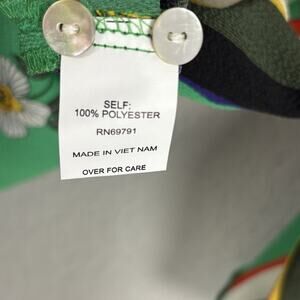 SELF:
100% POLYESTER
RN69791
MADE IN VIET NAM
OVER FOR CARE